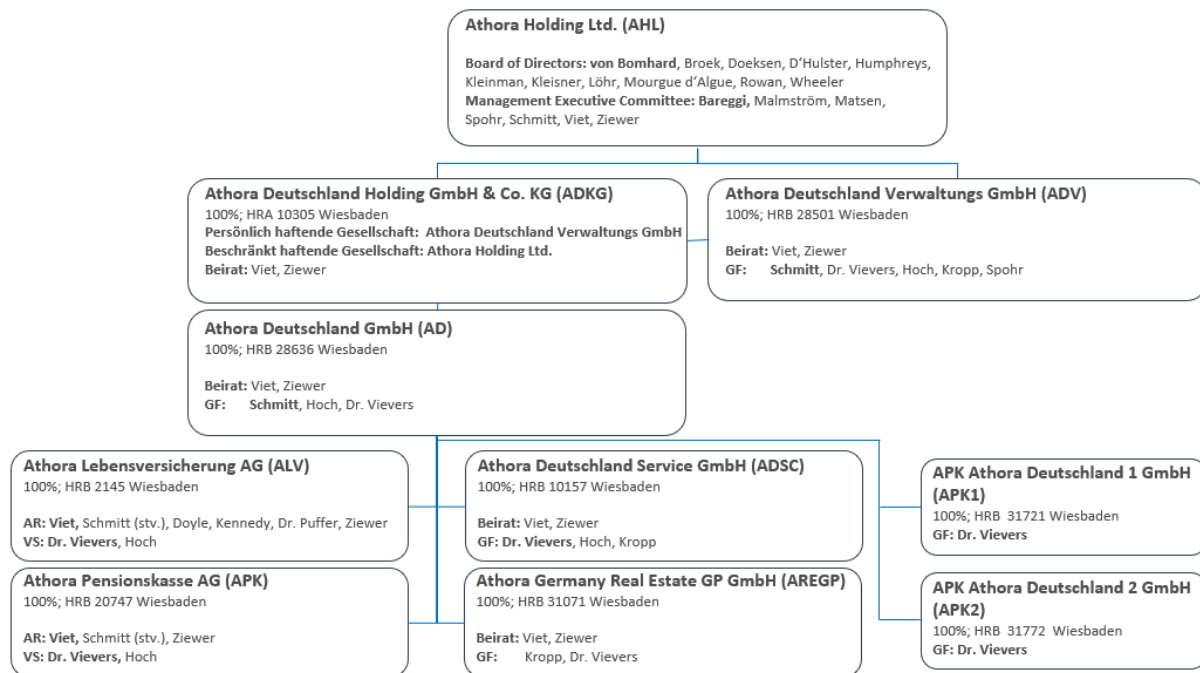 Athora Holding Ltd. (AHL)
Board of Directors: von Bomhard, Broek, Doeksen, D‘Hulster, Humphreys,
Kleinman, Kleisner, Löhr, Mourgue d‘Algue, Rowan, Wheeler
Management Executive Committee: Bareggi, Malmström, Matsen,
Spohr, Schmitt, Viet, Ziewer
Athora Deutschland Holding GmbH & Co. KG (ADKG)
100%; HRA 10305 Wiesbaden
Persönlich haftende Gesellschaft: Athora Deutschland Verwaltungs GmbH
Beschränkt haftende Gesellschaft: Athora Holding Ltd.
Beirat: Viet, Ziewer
Athora Deutschland Verwaltungs GmbH (ADV)
100%; HRB 28501 Wiesbaden
Beirat: Viet, Ziewer
GF: Schmitt, Dr. Vievers, Hoch, Kropp, Spohr
Athora Deutschland GmbH (AD)
100%; HRB 28636 Wiesbaden
Beirat: Viet, Ziewer
GF: Schmitt, Hoch, Dr. Vievers
Athora Lebensversicherung AG (ALV)
100%; HRB 2145 Wiesbaden
AR: Viet, Schmitt (stv.), Doyle, Kennedy, Dr. Puffer, Ziewer
VS: Dr. Vievers, Hoch
Athora Deutschland Service GmbH (ADSC)
100%; HRB 10157 Wiesbaden
Beirat: Viet, Ziewer
GF: Dr. Vievers, Hoch, Kropp
APK Athora Deutschland 1 GmbH
(APK1)
100%; HRB 31721 Wiesbaden
GF: Dr. Vievers
Athora Pensionskasse AG (APK)
100%; HRB 20747 Wiesbaden
AR: Viet, Schmitt (stv.), Ziewer
VS: Dr. Vievers, Hoch
Athora Germany Real Estate GP GmbH (AREGP)
100%; HRB 31071 Wiesbaden
Beirat: Viet, Ziewer
GF: Kropp, Dr. Vievers
APK Athora Deutschland 2 GmbH
(APK2)
100%; HRB 31772 Wiesbaden
GF: Dr. Vievers